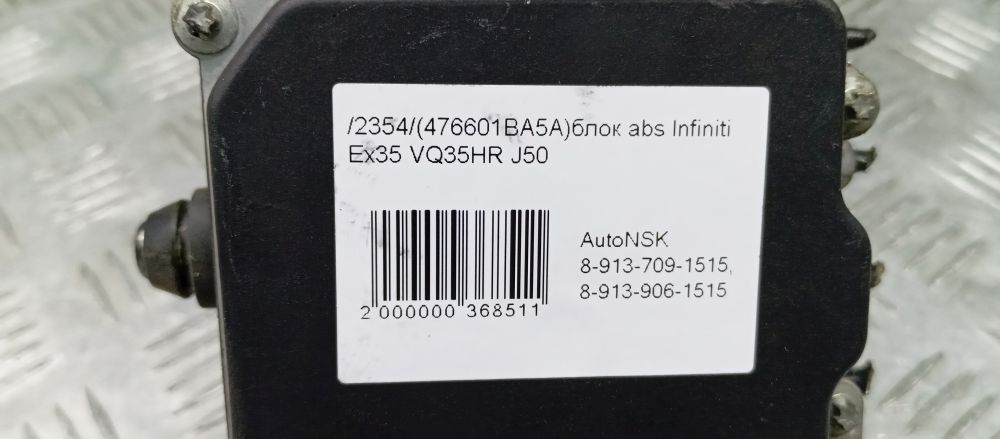 /2354/(476601BA5A)блок abs Infiniti
Ex35 VQ35HR J50
AutoNSK
8-913-709-1515,
8-913-906-1515
2 000000 368511